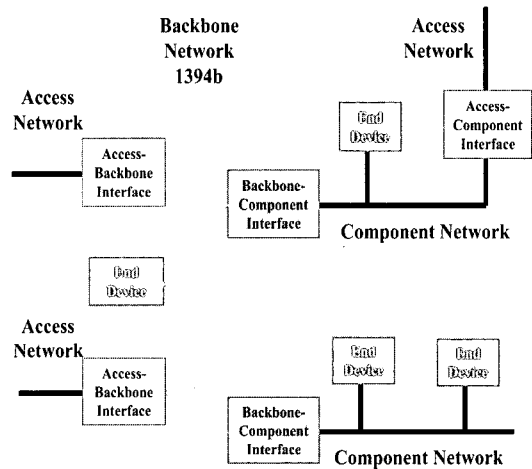 Backbone
Network
1394b
Access
Network
Access
Network
Access-
Backbone
Interface
End
Device
Access-
Component
Interface
Backbone-
Component
Interface
Component Network
End
Device
Access
Network
Access-
Backbone
Interface
End
Device
End
Device
Backbone-
Component
Interface
Component Network